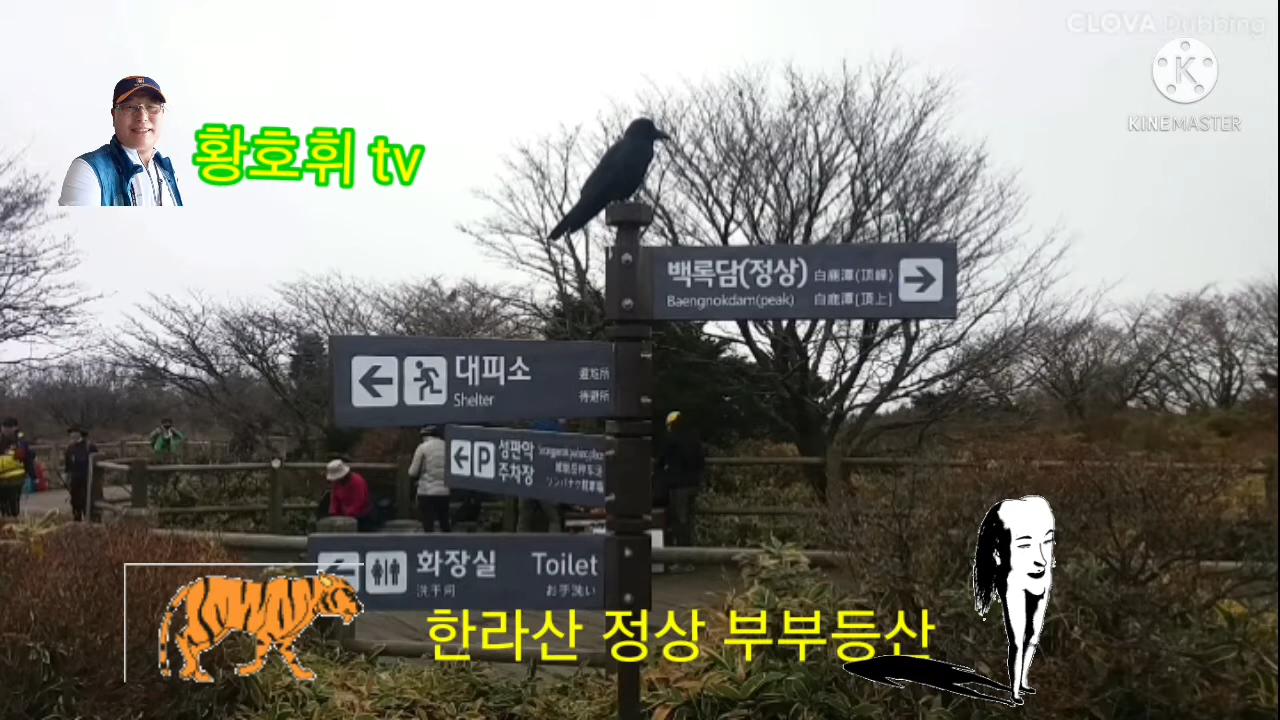 CLOVA Dubbing
K
KINEMASTER
황호휘 tv
백록담(정상) 白鹿潭(頂峰)
Baengnokdam(peak) 白鹿潭[頂上]
대피소 避难所
Shelter 待避所
P 성판악
주차장
화장실 Toilet
洗手间 お手洗い
한라산 정상 부부등산